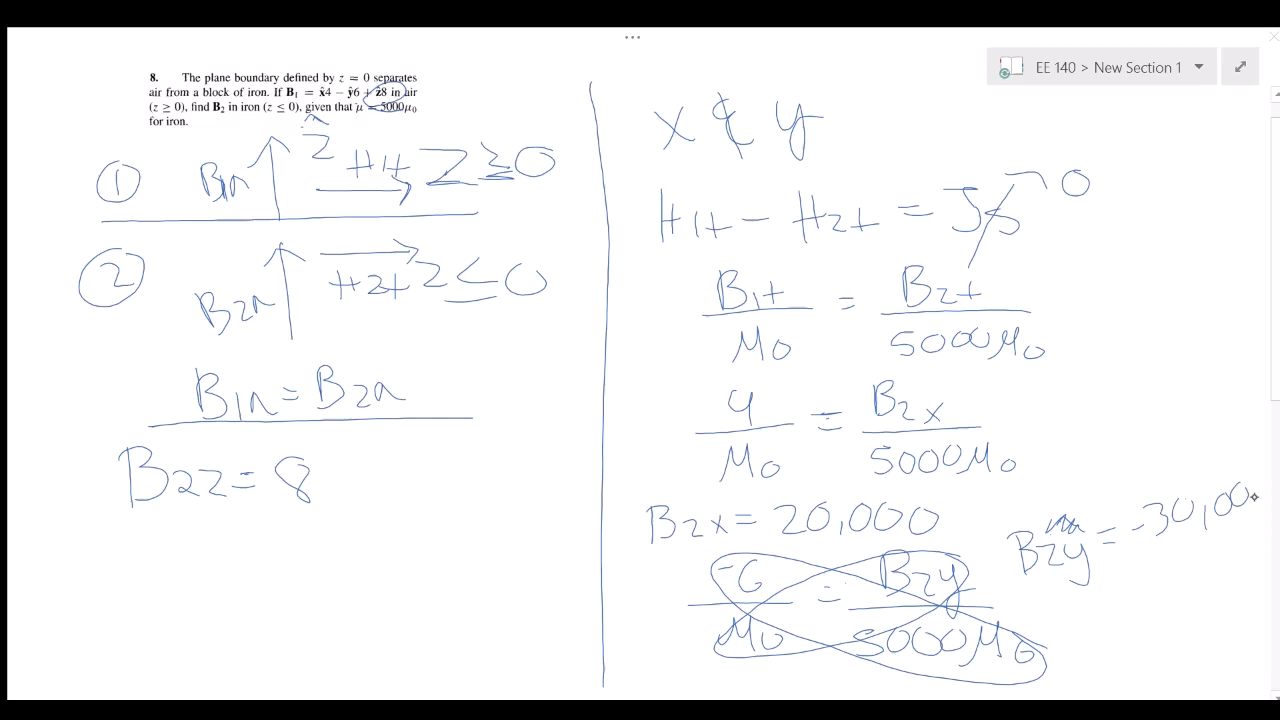 EE 140 > New Section 1
8. The plane boundary defined by z = 0 separates
air from a block of iron. If B₁ = x̂4 − ŷ6 + ẑ8 in air
(z ≥ 0), find B₂ in iron (z ≤ 0), given that μ = 5000μ₀
for iron.
① B1n ẑ H1t Z≥0
② B2n H2t Z≤0
B1n = B2n
B2z = 8
X & y
H1t − H2t = Js 0
B1t / μ0 = B2t / 5000μ0
4 / μ0 = B2x / 5000μ0
B2x = 20,000
-6 / μ0 = B2y / 5000μ0
B2y = -30,00